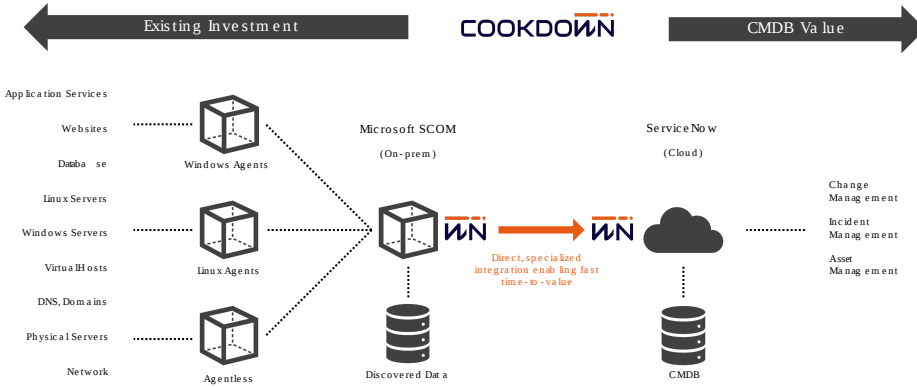 Existing Investment
COOKDOWN
CMDB Value
Application Services
Websites
Database
Linux Servers
Windows Servers
Virtual Hosts
DNS, Domains
Physical Servers
Network
Windows Agents
Linux Agents
Agentless
Microsoft SCOM
(On-prem)
Discovered Data
Direct, specialized
integration enabling fast
time-to-value
ServiceNow
(Cloud)
CMDB
Change
Management
Incident
Management
Asset
Management